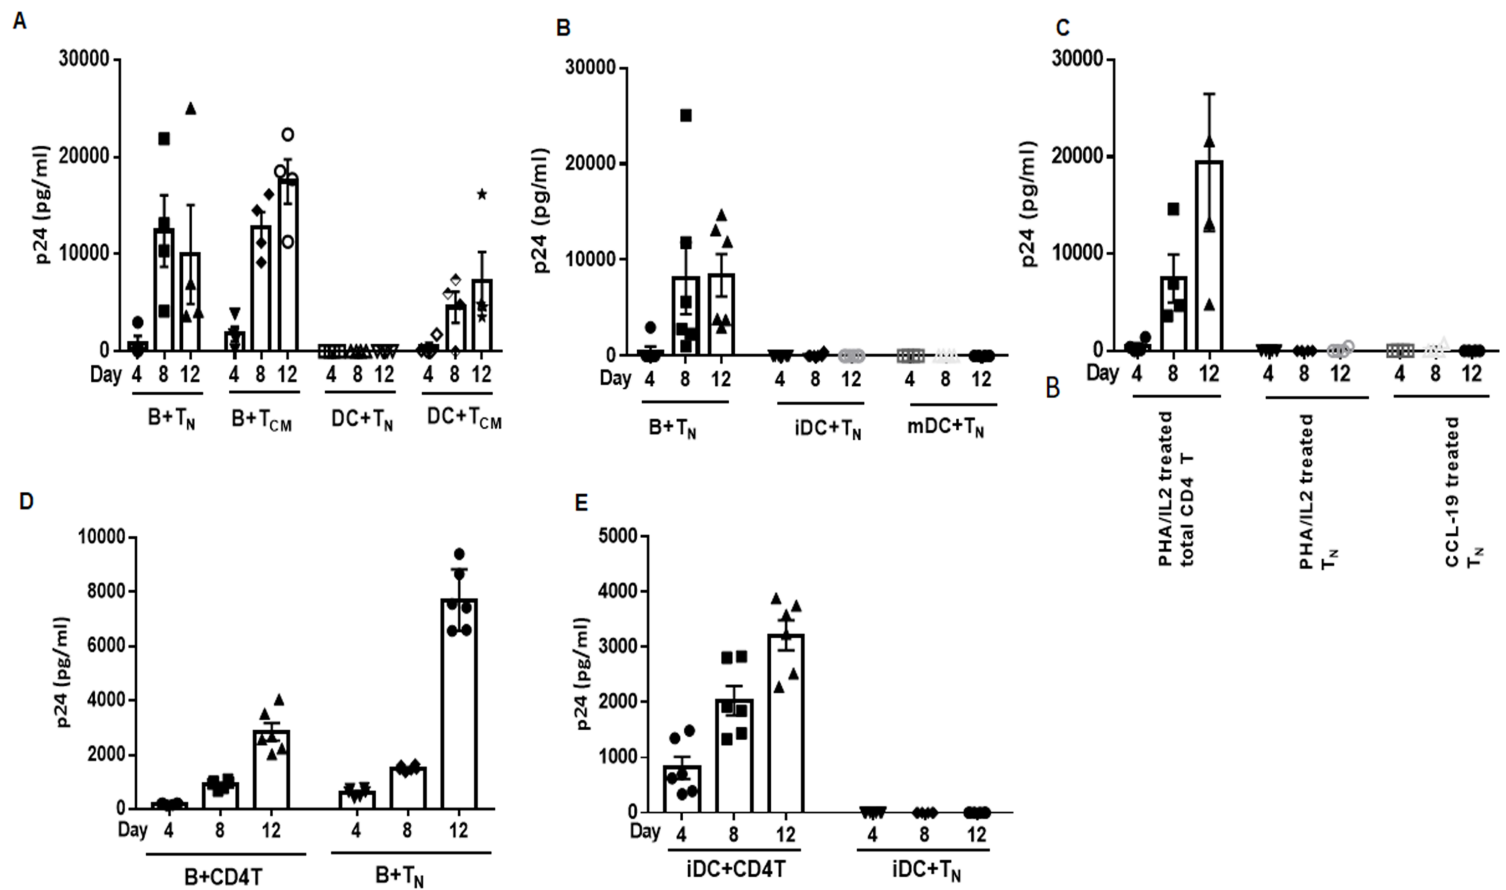 A
30000
20000
10000
0
p24 (pg/ml)
Day 4 8 12 4 8 12 4 8 12 4 8 12
B+TN B+TCM DC+TN DC+TCM
B
30000
20000
10000
0
p24 (pg/ml)
Day 4 8 12 4 8 12 4 8 12
B+TN iDC+TN mDC+TN
C
30000
20000
10000
0
p24 (pg/ml)
Day 4 8 12 4 8 12 4 8 12
B
PHA/IL2 treated
total CD4 T
PHA/IL2 treated
TN
CCL-19 treated
TN
D
10000
8000
6000
4000
2000
0
p24 (pg/ml)
Day 4 8 12 4 8 12
B+CD4T B+TN
E
5000
4000
3000
2000
1000
0
p24 (pg/ml)
Day 4 8 12 4 8 12
iDC+CD4T iDC+TN